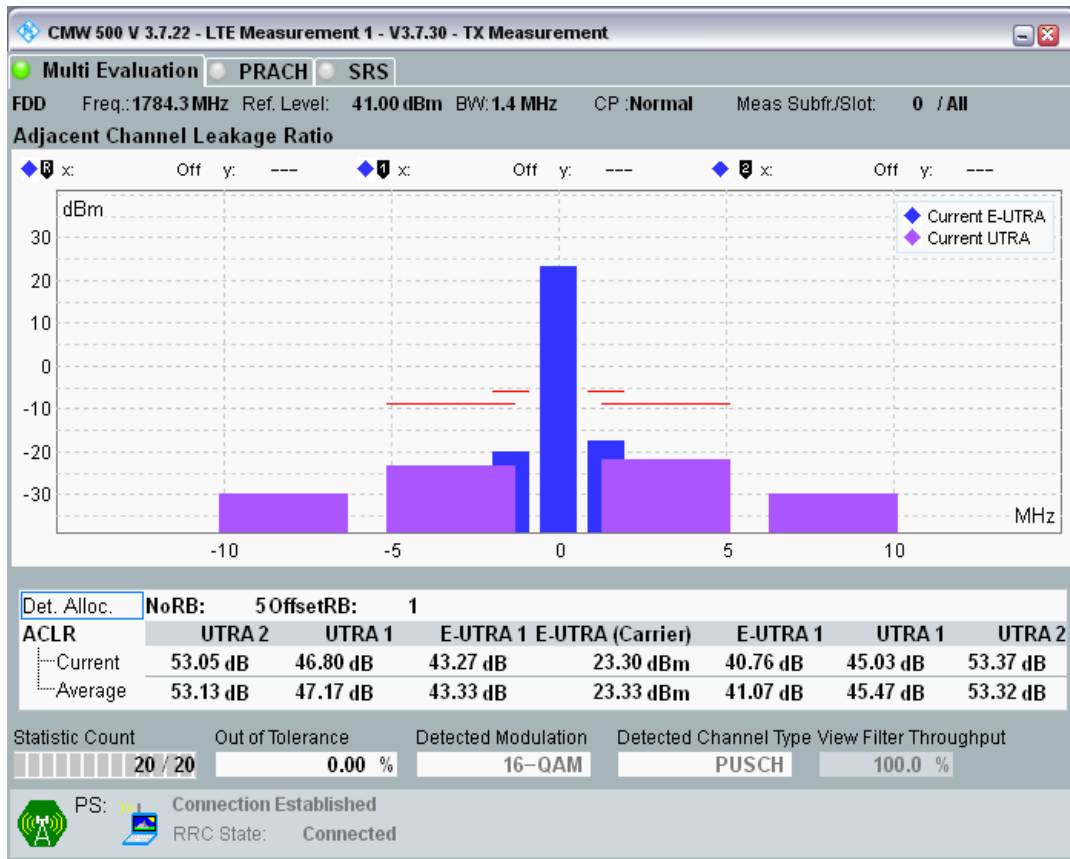 CMW 500 V 3.7.22 - LTE Measurement 1 - V3.7.30 - TX Measurement
Multi Evaluation PRACH SRS
FDD Freq.:1784.3 MHz Ref. Level: 41.00 dBm BW:1.4 MHz CP :Normal Meas Subfr./Slot: 0 / All
Adjacent Channel Leakage Ratio
R x: Off y: --- 1 x: Off y: --- 2 x: Off y: ---
dBm
Current E-UTRA
Current UTRA
30
20
10
0
-10
-20
-30
MHz
-10 -5 0 5 10
Det. Alloc. NoRB: 5 OffsetRB: 1
ACLR UTRA 2 UTRA 1 E-UTRA 1 E-UTRA (Carrier) E-UTRA 1 UTRA 1 UTRA 2
Current 53.05 dB 46.80 dB 43.27 dB 23.30 dBm 40.76 dB 45.03 dB 53.37 dB
Average 53.13 dB 47.17 dB 43.33 dB 23.33 dBm 41.07 dB 45.47 dB 53.32 dB
Statistic Count Out of Tolerance Detected Modulation Detected Channel Type View Filter Throughput
20 / 20 0.00 % 16-QAM PUSCH 100.0 %
PS: Connection Established
RRC State: Connected